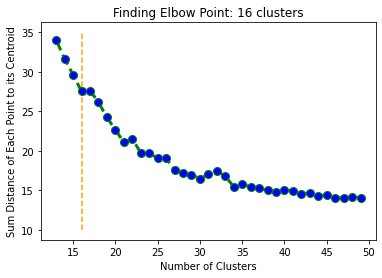 Finding Elbow Point: 16 clusters
Sum Distance of Each Point to its Centroid
35
30
25
20
15
10
15 20 25 30 35 40 45 50
Number of Clusters